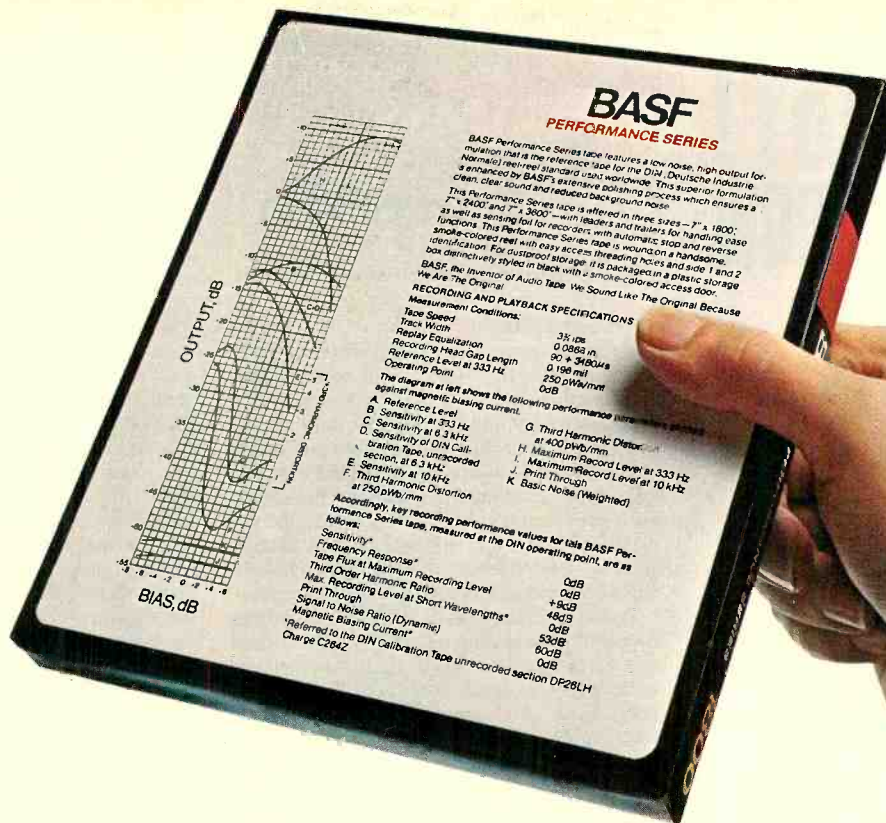 BASF
PERFORMANCE SERIES
BASF Performance Series tape features a low noise, high output for-
mulation that is the reference tape for the DIN (Deutsche Industrie
Normale) reel-reel standard used worldwide. This superior formulation
is enhanced by BASF's extensive polishing process which ensures a
clean, clear sound and reduced background noise.
This Performance Series tape is offered in three sizes—7" x 1800;
7" x 2400' and 7" x 3600'—with leaders and trailers for handling ease
as well as sensing foil for recorders with automatic stop and reverse
functions. This Performance Series tape is wound on a handsome,
smoke-colored reel with easy access threading holes and side 1 and 2
identification. For dustproof storage it is packaged in a plastic storage
box distinctively styled in black with a smoke-colored access door.
BASF, the Inventor of Audio Tape. We Sound Like The Original Because
We Are The Original
RECORDING AND PLAYBACK SPECIFICATIONS
Measurement Conditions:
Tape Speed 3¾ ips
Track Width 0.0868 in.
Replay Equalization 90 + 3180µs
Recording Head Gap Length 0.196 mil
Reference Level at 333 Hz 250 pWb/mm
Operating Point 0dB
The diagram at left shows the following performance
against magnetic biasing current.
A. Reference Level
B. Sensitivity at 333 Hz
C. Sensitivity at 6.3 kHz
D. Sensitivity of DIN Cali-
bration Tape, unrecorded
section, at 6.3 kHz
E. Sensitivity at 10 kHz
F. Third Harmonic Distortion
at 250 pWb/mm
G. Third Harmonic Distortion
at 400 pWb/mm
H. Maximum Record Level at 333 Hz
I. Maximum Record Level at 10 kHz
J. Print Through
K. Basic Noise (Weighted)
Accordingly, key recording performance values for this BASF Per-
formance Series tape, measured at the DIN operating point, are as
follows:
Sensitivity* 0dB
Frequency Response* 0dB
Tape Flux at Maximum Recording Level +9dB
Third Order Harmonic Ratio 48dB
Max. Recording Level at Short Wavelengths* 0dB
Print Through 53dB
Signal to Noise Ratio (Dynamic) 60dB
Magnetic Biasing Current* 0dB
*Referred to the DIN Calibration Tape unrecorded section DP26LH
Charge C264Z
OUTPUT, dB
BIAS, dB